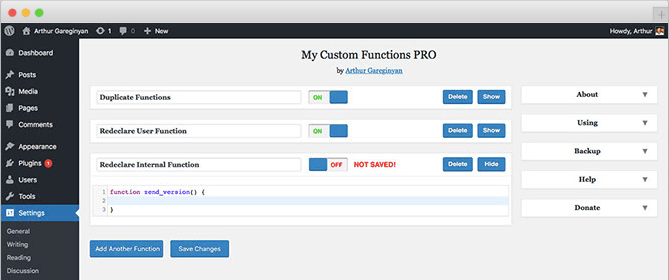 Arthur Gareginyan 1 0 + New Howdy, Arthur
Dashboard
Posts
Media
Pages
Comments
Appearance
Plugins 1
Users
Tools
Settings
General
Writing
Reading
Discussion
My Custom Functions PRO
by Arthur Gareginyan
Duplicate Functions ON Delete Show
Redeclare User Function ON Delete Show
Redeclare Internal Function OFF NOT SAVED! Delete Hide
1 function zend_version() {
2
3 }
Add Another Function Save Changes
About
Using
Backup
Help
Donate